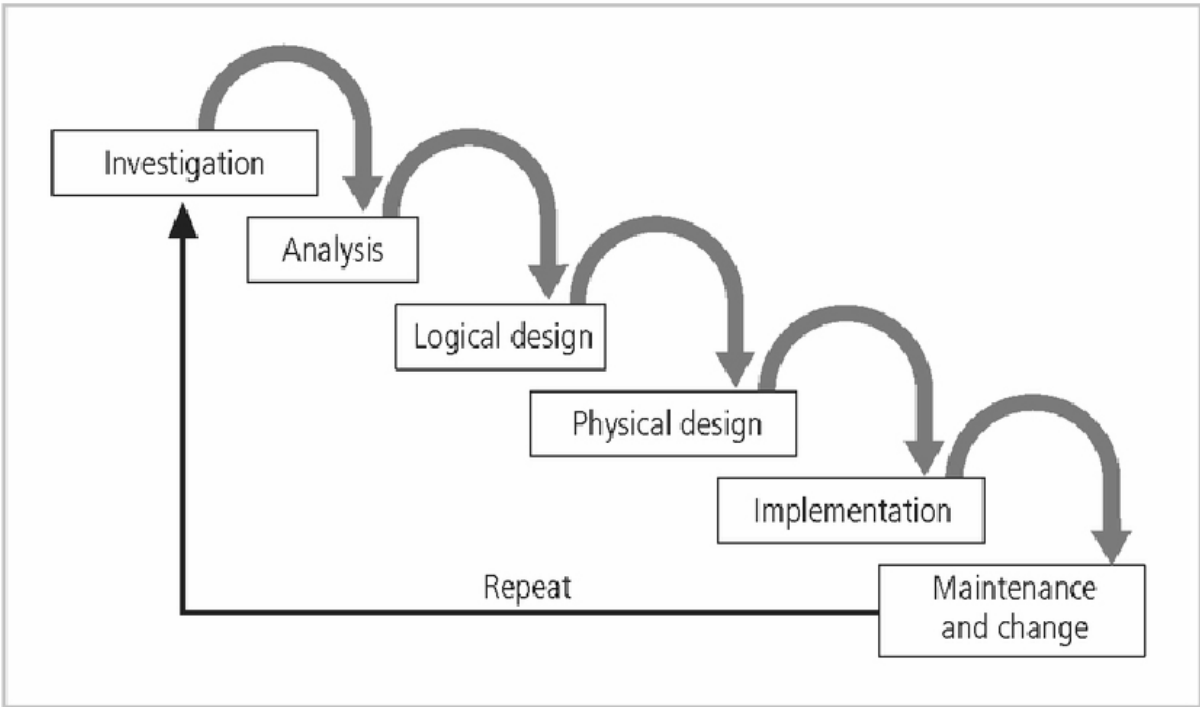 Investigation
Analysis
Logical design
Physical design
Implementation
Maintenance
and change
Repeat